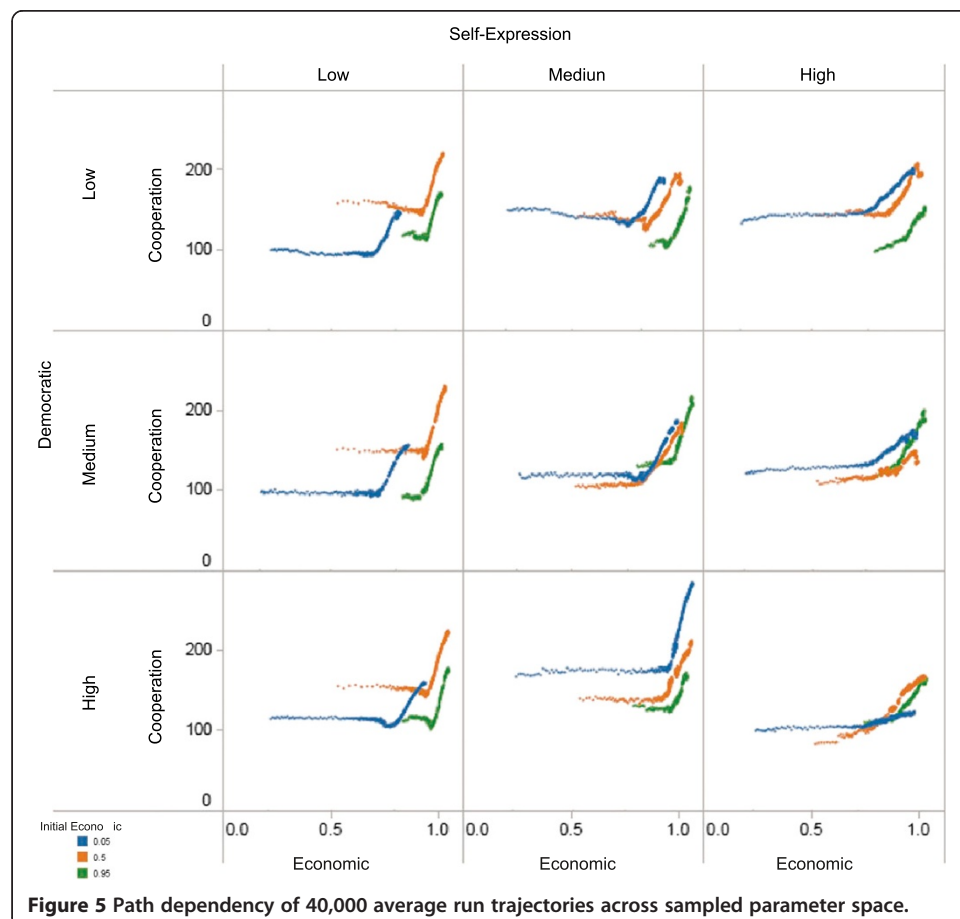 Self-Expression
Low Mediun High
Democratic
Low
Cooperation
200
100
0
Medium
Cooperation
200
100
0
High
Cooperation
200
100
0
0.0 0.5 1.0 0.0 0.5 1.0 0.0 0.5 1.0
Economic Economic Economic
Initial Econo ic
0.05
0.5
0.95
Figure 5 Path dependency of 40,000 average run trajectories across sampled parameter space.